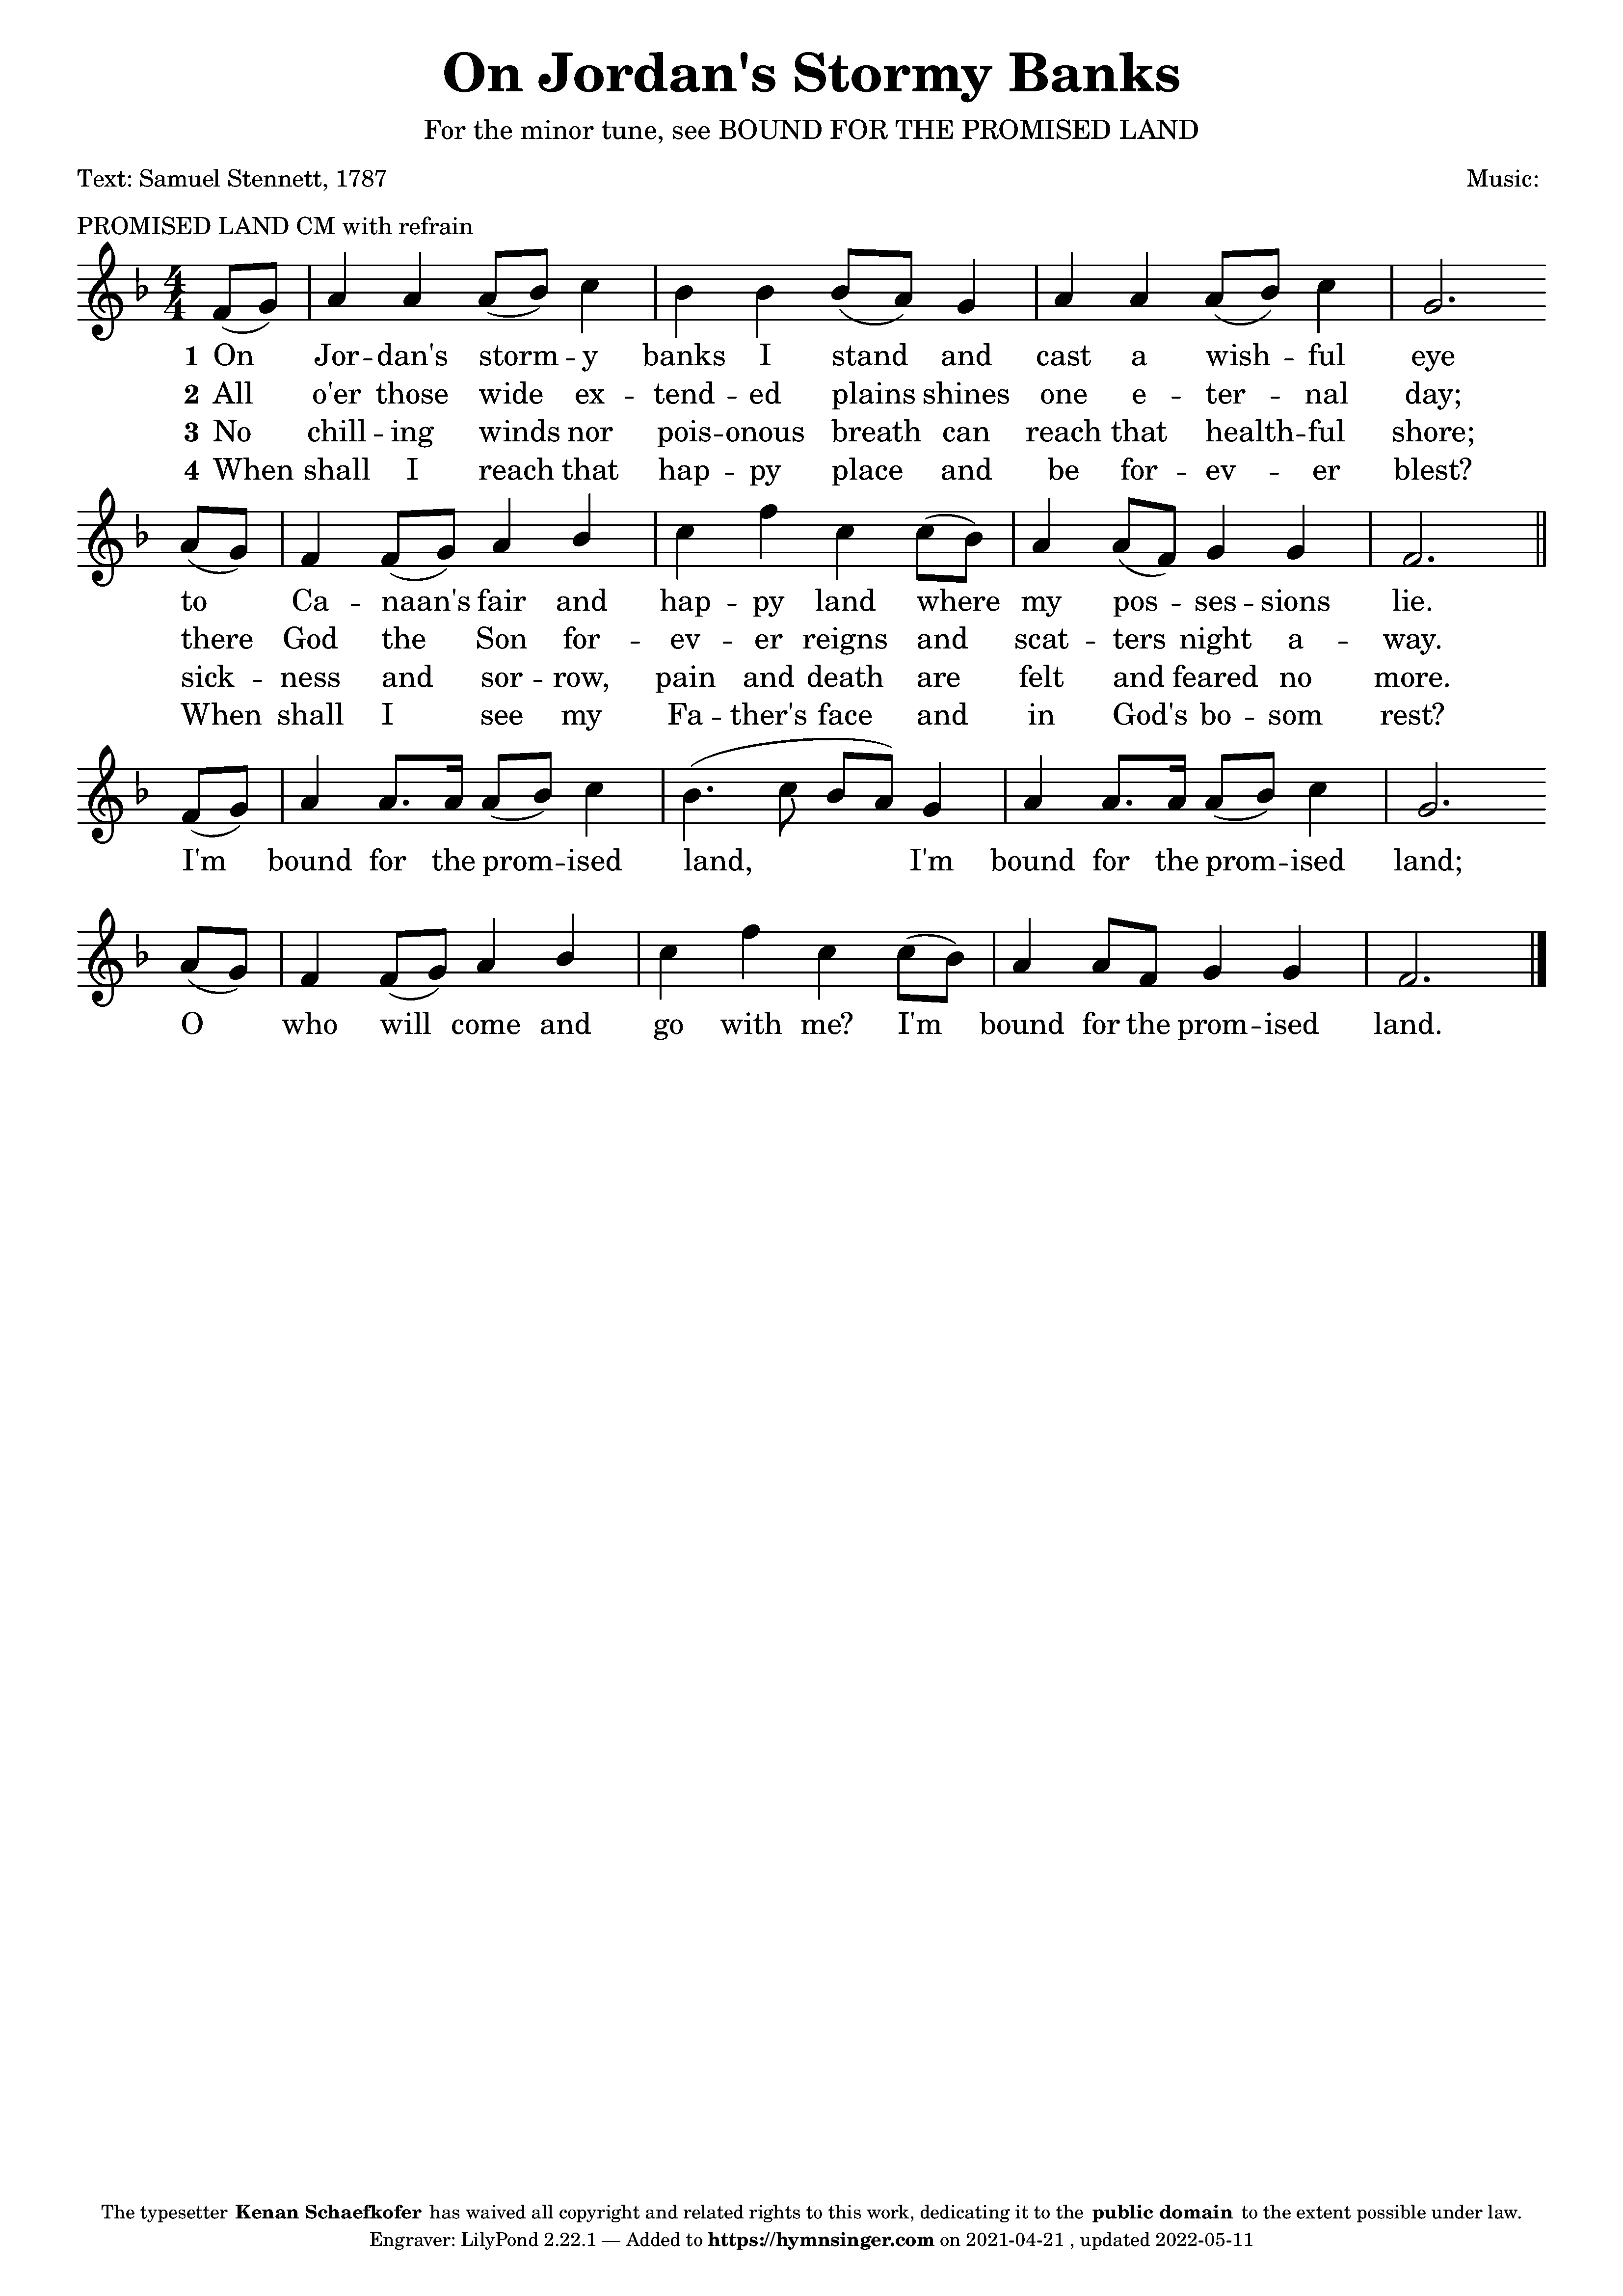 On Jordan's Stormy Banks
For the minor tune, see BOUND FOR THE PROMISED LAND
Text: Samuel Stennett, 1787 Music:
PROMISED LAND CM with refrain
1 On Jor -- dan's storm -- y banks I stand and cast a wish -- ful eye
2 All o'er those wide ex -- tend -- ed plains shines one e -- ter -- nal day;
3 No chill -- ing winds nor pois -- onous breath can reach that health -- ful shore;
4 When shall I reach that hap -- py place and be for -- ev -- er blest?
to Ca -- naan's fair and hap -- py land where my pos -- ses -- sions lie.
there God the Son for -- ev -- er reigns and scat -- ters night a -- way.
sick -- ness and sor -- row, pain and death are felt and feared no more.
When shall I see my Fa -- ther's face and in God's bo -- som rest?
I'm bound for the prom -- ised land, I'm bound for the prom -- ised land;
O who will come and go with me? I'm bound for the prom -- ised land.
The typesetter Kenan Schaefkofer has waived all copyright and related rights to this work, dedicating it to the public domain to the extent possible under law.
Engraver: LilyPond 2.22.1 — Added to https://hymnsinger.com on 2021-04-21 , updated 2022-05-11